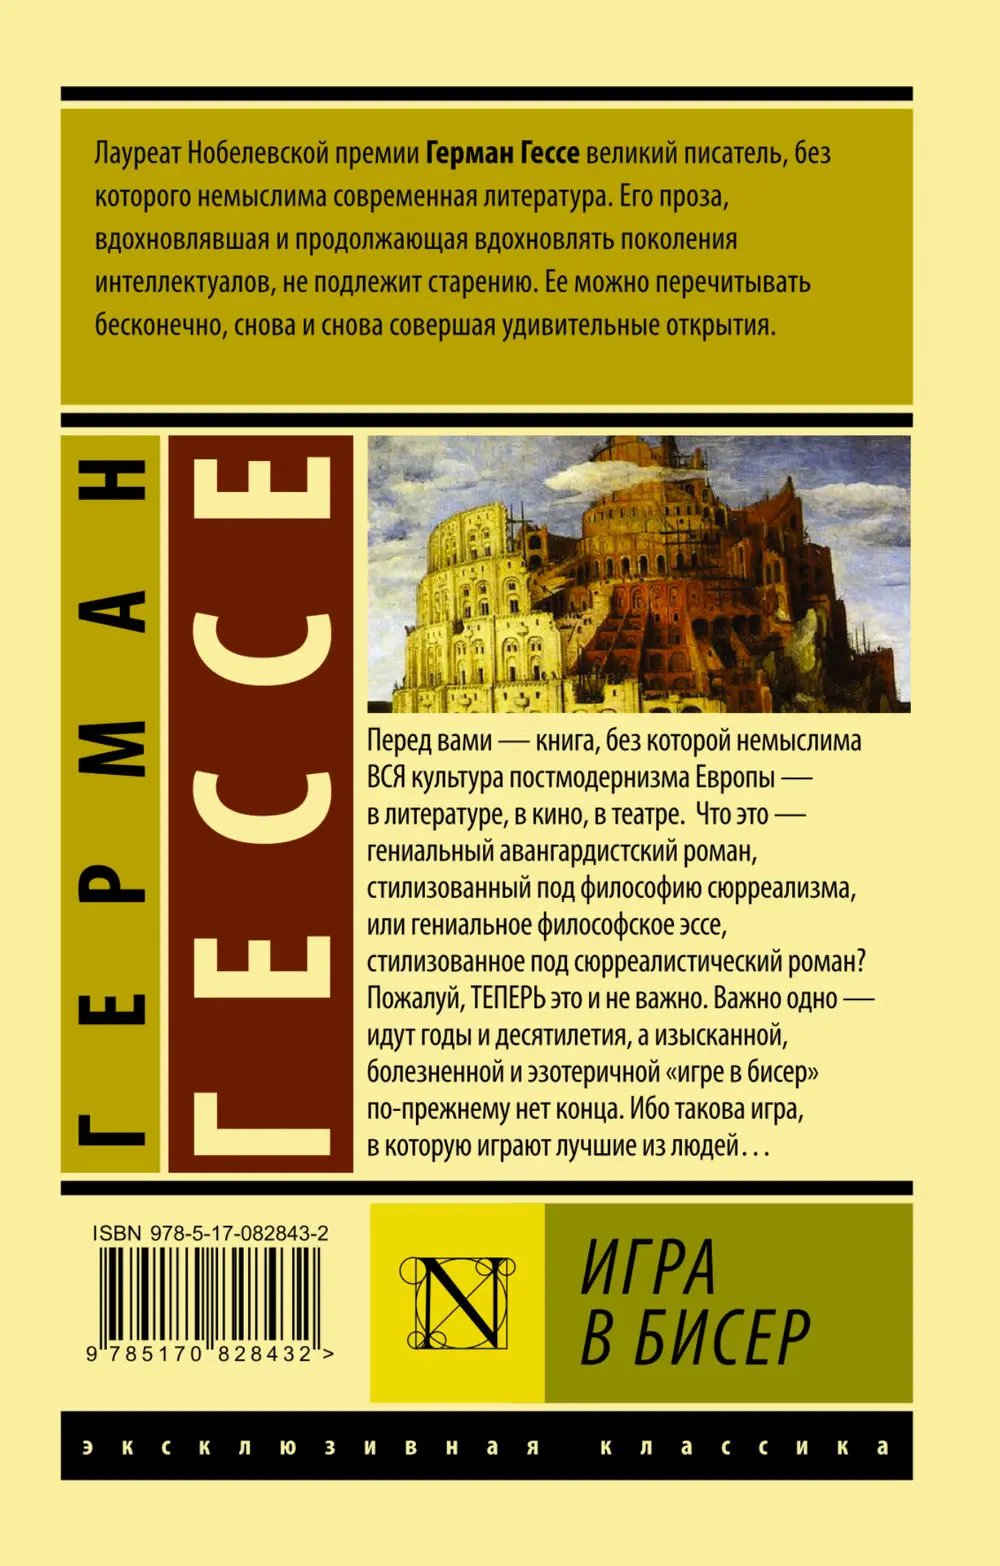 Лауреат Нобелевской премии Герман Гессе великий писатель, без
которого немыслима современная литература. Его проза,
вдохновлявшая и продолжающая вдохновлять поколения
интеллектуалов, не подлежит старению. Ее можно перечитывать
бесконечно, снова и снова совершая удивительные открытия.
ГЕРМАН
ГЕССЕ
Перед вами — книга, без которой немыслима
ВСЯ культура постмодернизма Европы —
в литературе, в кино, в театре. Что это —
гениальный авангардистский роман,
стилизованный под философию сюрреализма,
или гениальное философское эссе,
стилизованное под сюрреалистический роман?
Пожалуй, ТЕПЕРЬ это и не важно. Важно одно —
идут годы и десятилетия, а изысканной,
болезненной и эзотеричной «игре в бисер»
по-прежнему нет конца. Ибо такова игра,
в которую играют лучшие из людей...
ISBN 978-5-17-082843-2
9 785170 828432 >
N
ИГРА
В БИСЕР
эксклюзивная классика